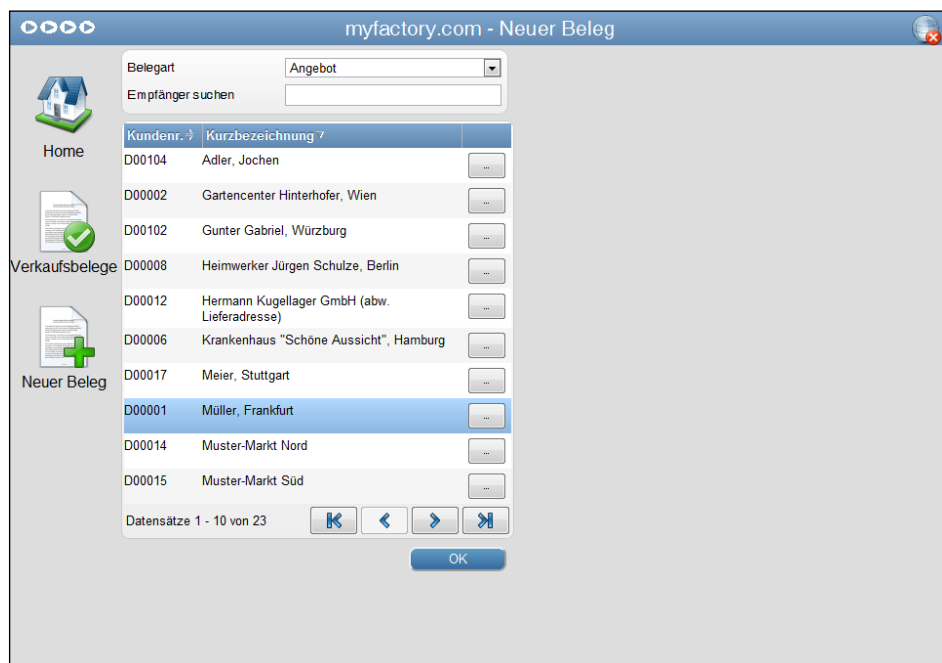 myfactory.com - Neuer Beleg
Home
Verkaufsbelege
Neuer Beleg
Belegart Angebot
Empfänger suchen
Kundenr. Kurzbezeichnung
D00104 Adler, Jochen ...
D00002 Gartencenter Hinterhofer, Wien ...
D00102 Gunter Gabriel, Würzburg ...
D00008 Heimwerker Jürgen Schulze, Berlin ...
D00012 Hermann Kugellager GmbH (abw.
Lieferadresse) ...
D00006 Krankenhaus "Schöne Aussicht", Hamburg ...
D00017 Meier, Stuttgart ...
D00001 Müller, Frankfurt ...
D00014 Muster-Markt Nord ...
D00015 Muster-Markt Süd ...
Datensätze 1 - 10 von 23
OK